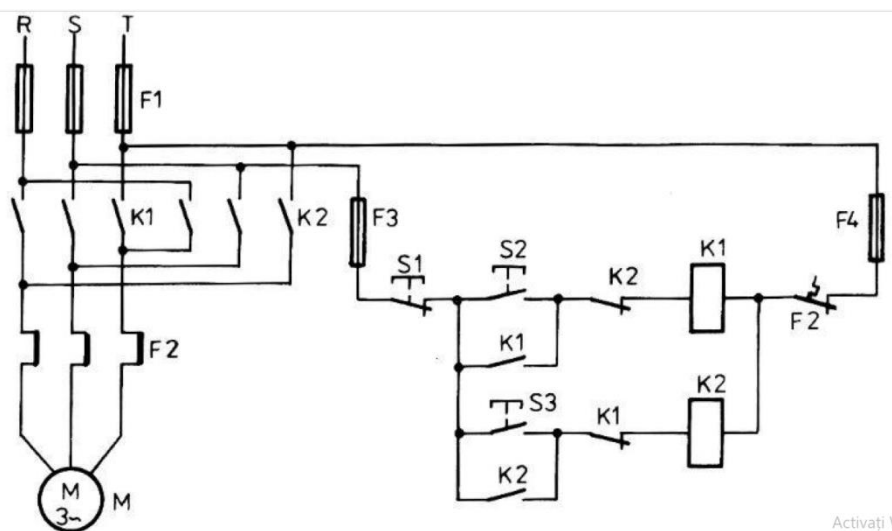 R S T
F1
K1 K2 F3 F4
S1 S2 K2 K1
F2
K1
F2
K2
S3 K1
K2
M
3~
M
Activați